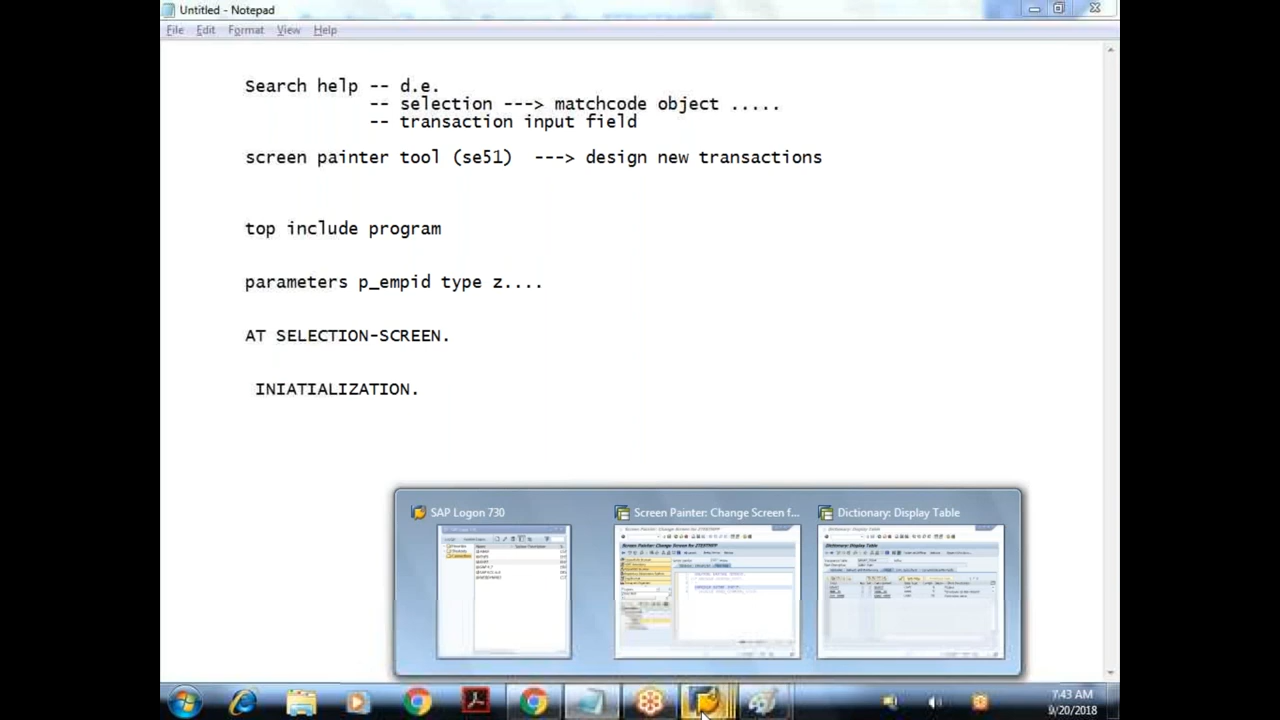 Untitled - Notepad
File Edit Format View Help
Search help -- d.e.
-- selection ---> matchcode object .....
-- transaction input field
screen painter tool (se51) ---> design new transactions
top include program
parameters p_empid type z....
AT SELECTION-SCREEN.
INIATIALIZATION.
SAP Logon 730
Screen Painter: Change Screen f...
Dictionary: Display Table
7:43 AM
9/20/2018